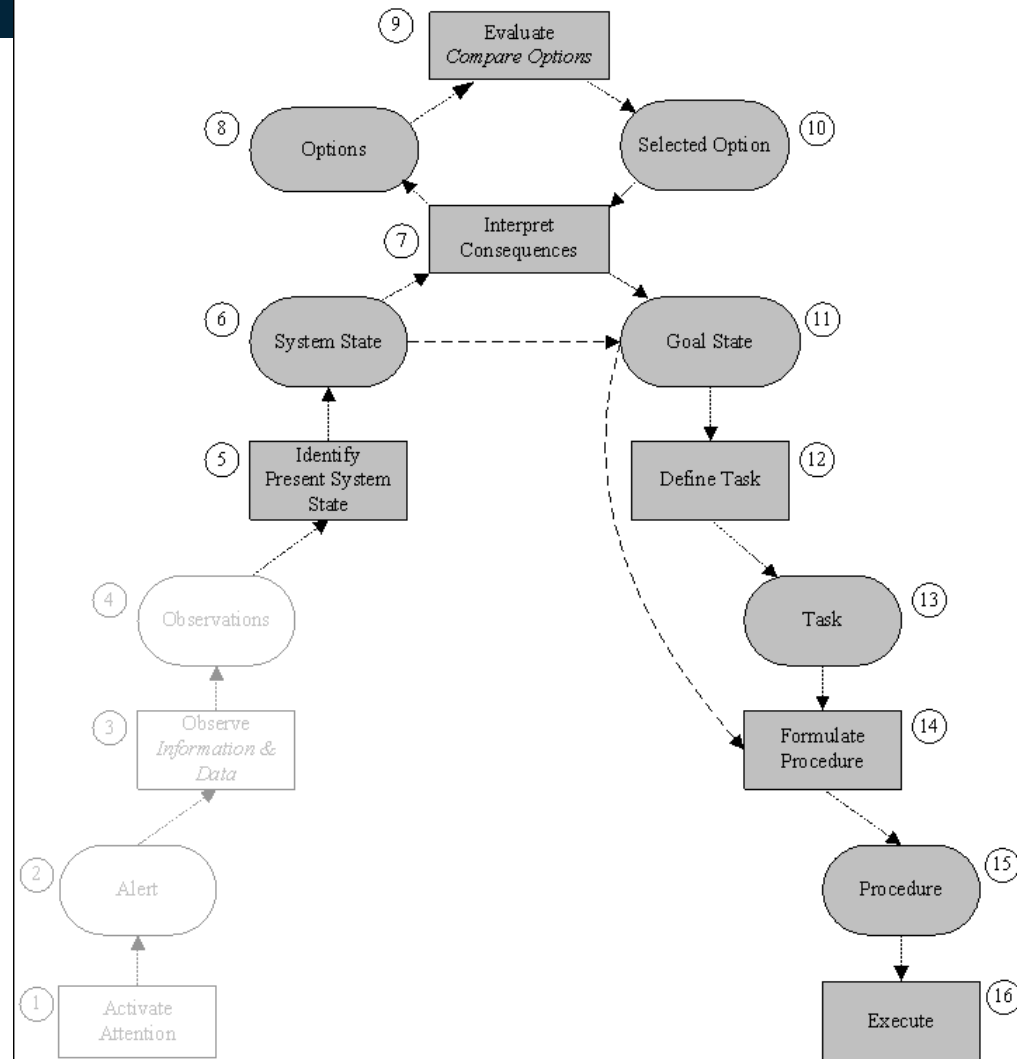 9
Evaluate
Compare Options
8
Options
10
Selected Option
7
Interpret
Consequences
6
System State
11
Goal State
5
Identify
Present System
State
12
Define Task
4
Observations
13
Task
3
Observe
Information &
Data
14
Formulate
Procedure
2
Alert
15
Procedure
1
Activate
Attention
16
Execute